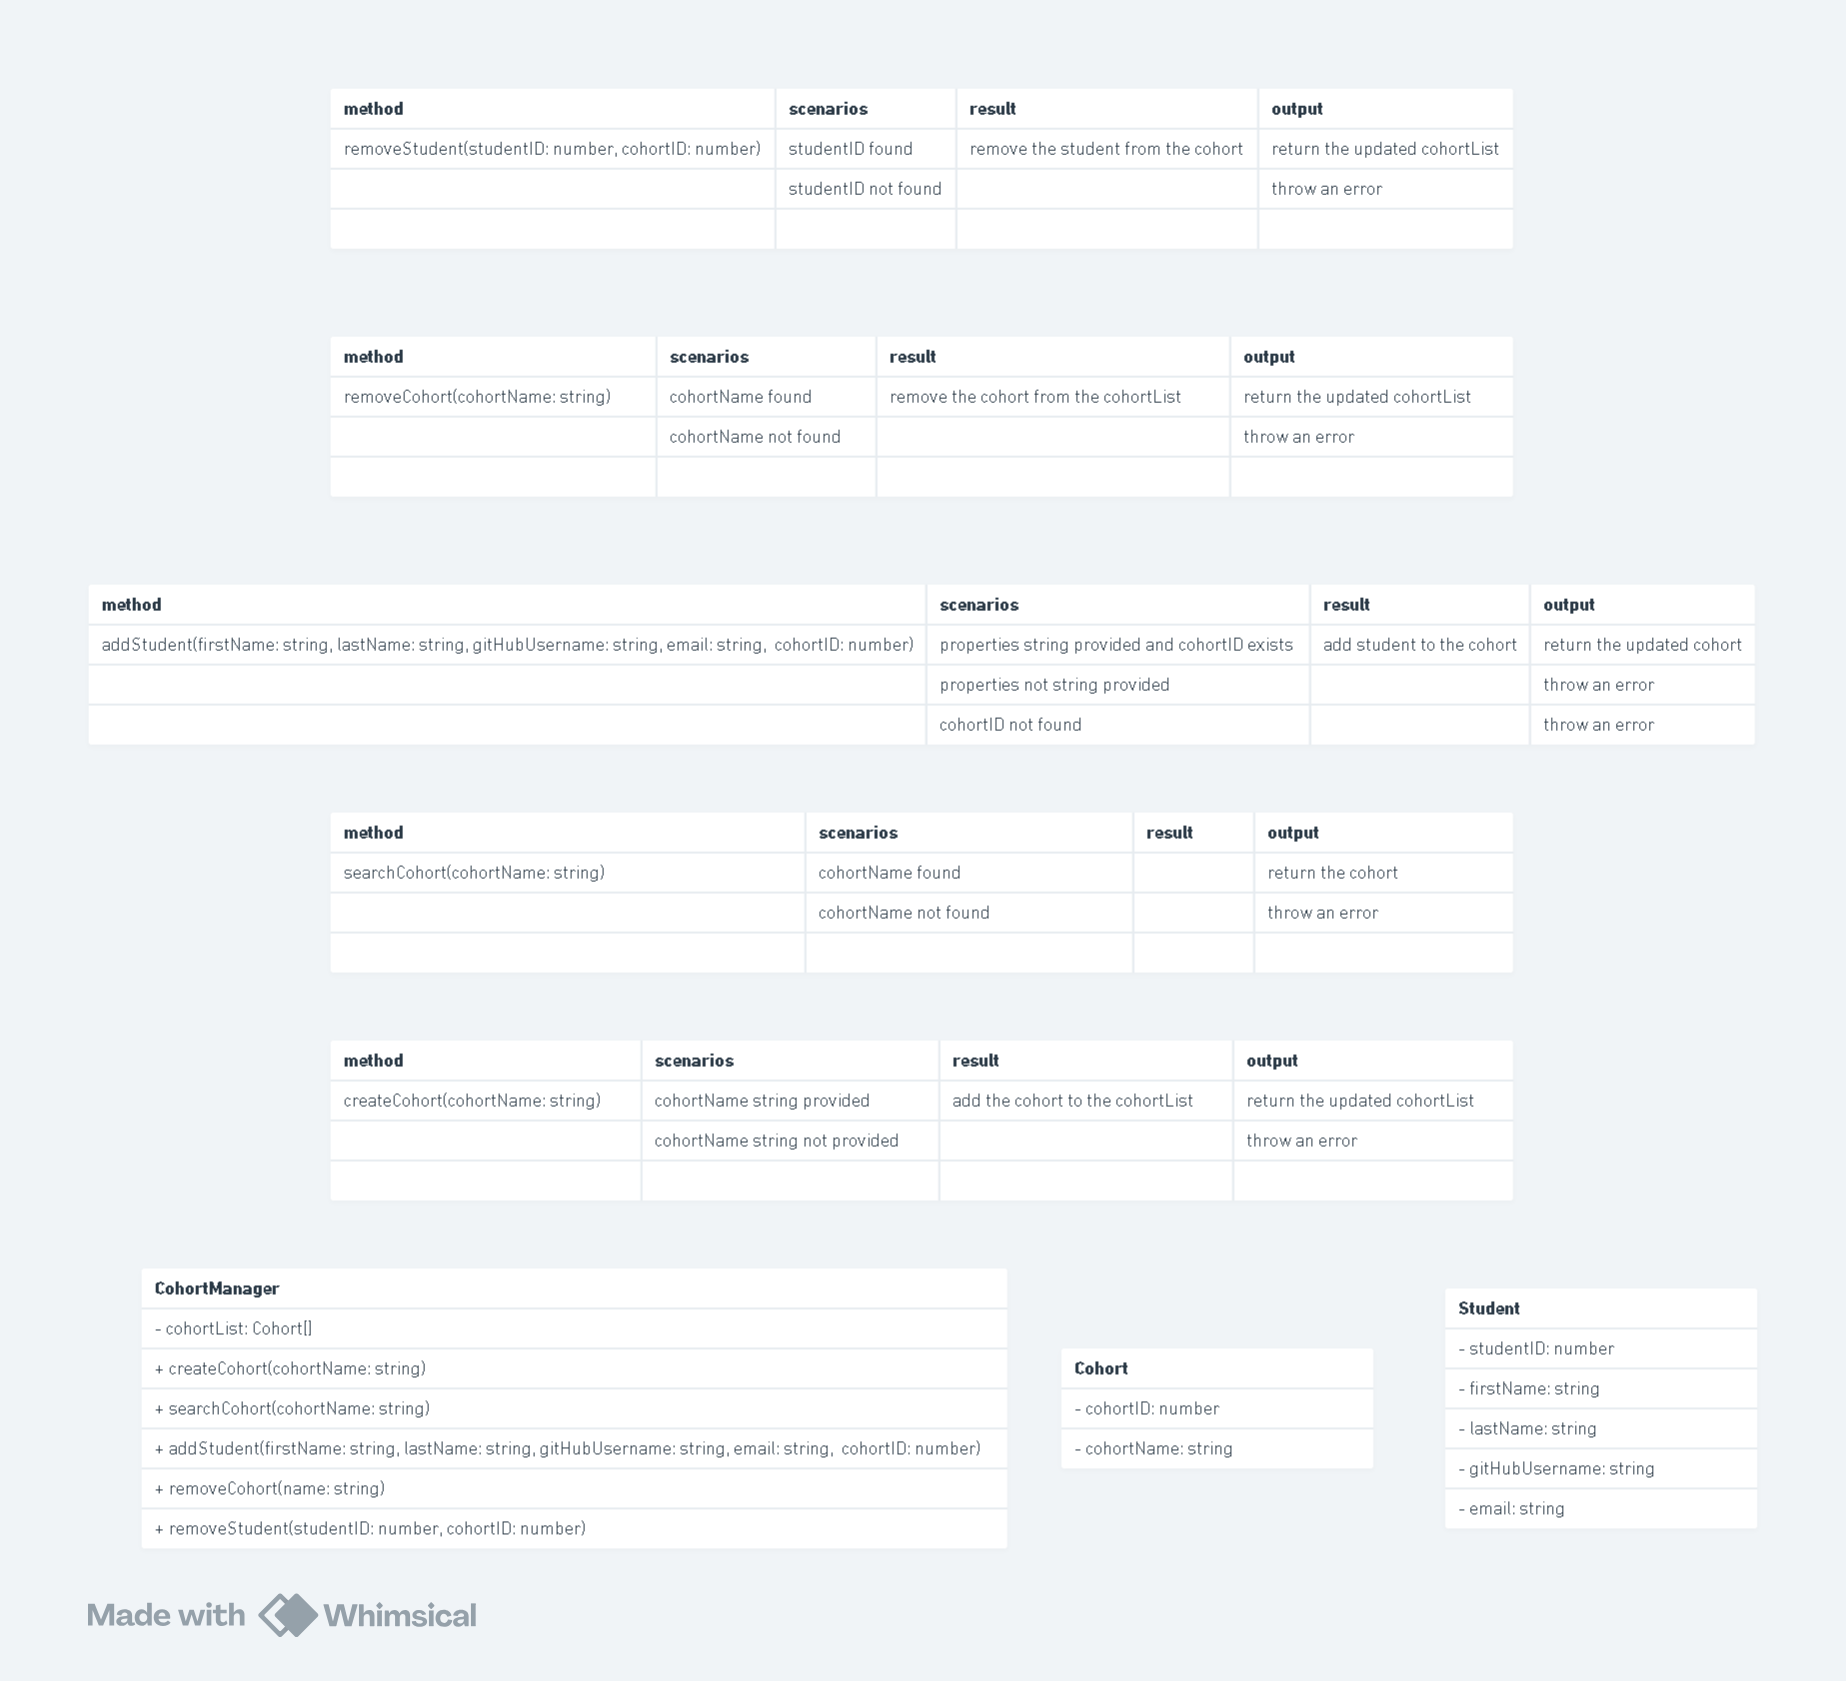 method scenarios result output
removeStudent(studentID: number, cohortID: number) studentID found remove the student from the cohort return the updated cohortList
studentID not found throw an error
method scenarios result output
removeCohort(cohortName: string) cohortName found remove the cohort from the cohortList return the updated cohortList
cohortName not found throw an error
method scenarios result output
addStudent(firstName: string, lastName: string, gitHubUsername: string, email: string, cohortID: number) properties string provided and cohortID exists add student to the cohort return the updated cohort
properties not string provided throw an error
cohortID not found throw an error
method scenarios result output
searchCohort(cohortName: string) cohortName found return the cohort
cohortName not found throw an error
method scenarios result output
createCohort(cohortName: string) cohortName string provided add the cohort to the cohortList return the updated cohortList
cohortName string not provided throw an error
CohortManager
- cohortList: Cohort[]
+ createCohort(cohortName: string)
+ searchCohort(cohortName: string)
+ addStudent(firstName: string, lastName: string, gitHubUsername: string, email: string, cohortID: number)
+ removeCohort(name: string)
+ removeStudent(studentID: number, cohortID: number)
Cohort
- cohortID: number
- cohortName: string
Student
- studentID: number
- firstName: string
- lastName: string
- gitHubUsername: string
- email: string
Made with Whimsical